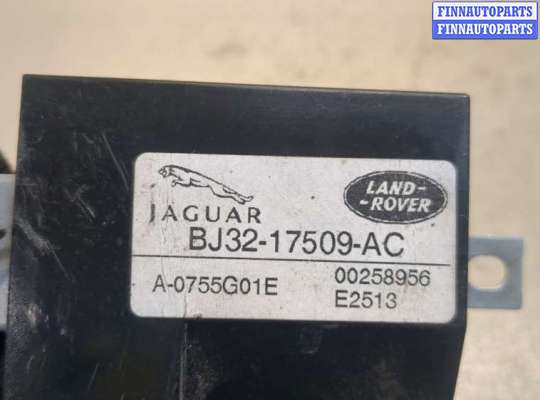 FINNAUTOPARTS
FINNAUTOPARTS
JAGUAR
LAND-
-ROVER
BJ32-17509-AC
A-0755G01E
00258956
E2513